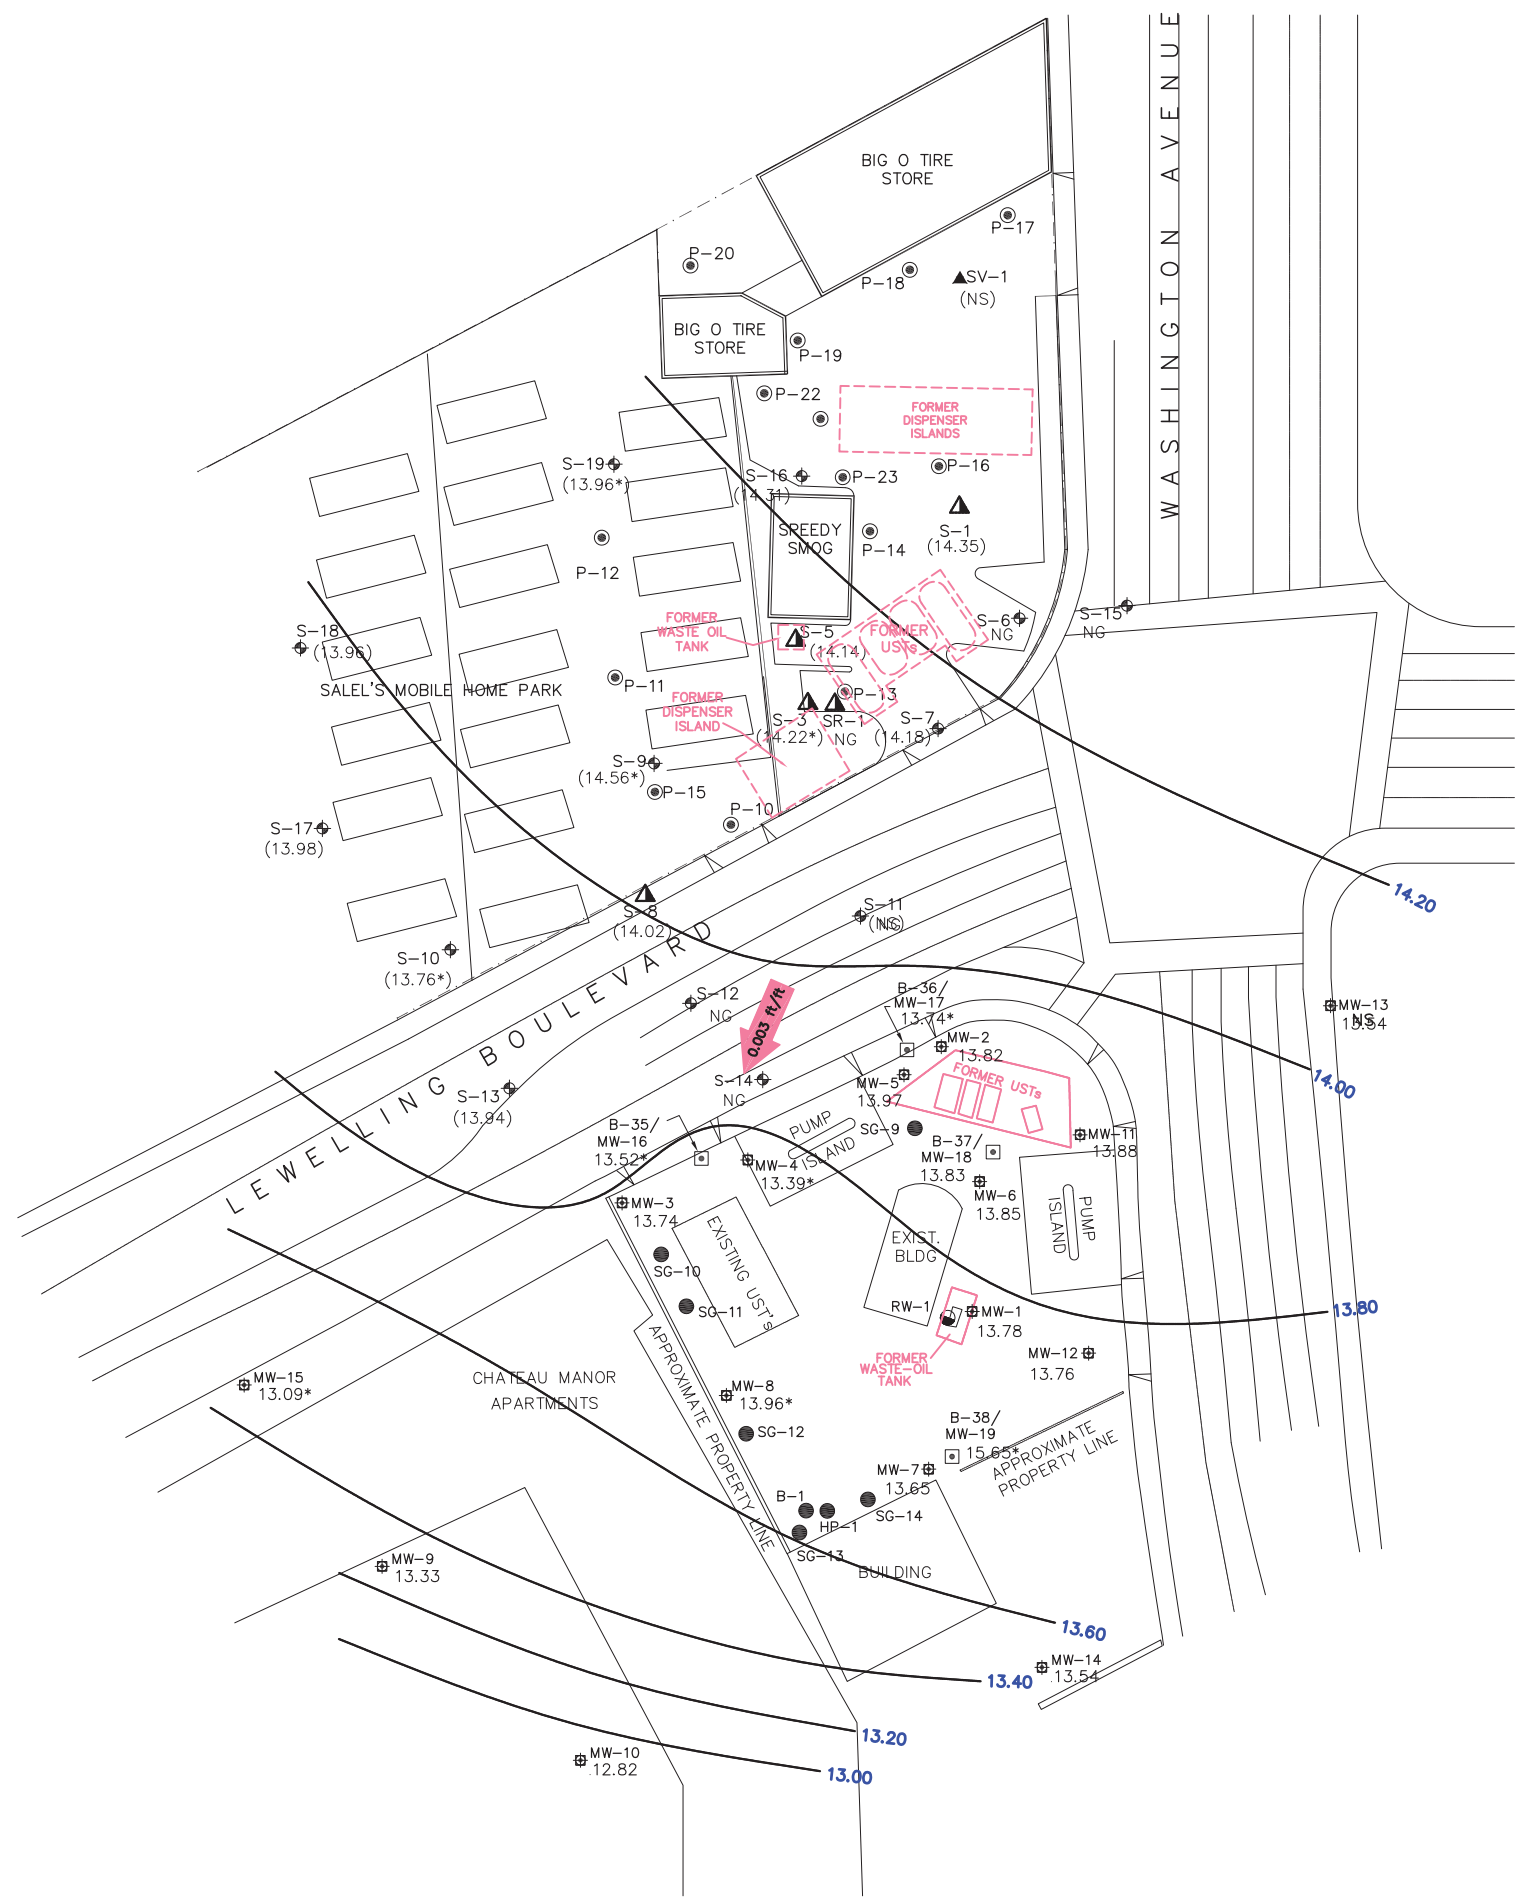 WASHINGTON AVENUE
BIG O TIRE
STORE
P-17
P-20
P-18
SV-1
(NS)
BIG O TIRE
STORE
P-19
P-22
FORMER
DISPENSER
ISLANDS
S-19
(13.96*)
S-16
(14.31)
P-23
P-16
SPEEDY
SMOG
P-14
S-1
(14.35)
P-12
FORMER
WASTE OIL
TANK
S-5
(14.14)
FORMER
USTs
S-6
NG
S-15
NG
S-18
(13.96)
SALEL'S MOBILE HOME PARK
P-11
FORMER
DISPENSER
ISLAND
P-13
S-3
(14.22*)
SR-1
NG
S-7
(14.18)
S-9
(14.56*)
P-15
P-10
S-17
(13.98)
14.20
S-8
(14.02)
S-11
S-10
(13.76*)
LEWELLING BOULEVARD
S-12
NG
0.003 ft/ft
B-36/
MW-17
13.74*
MW-13
13.54
MW-2
13.82
S-14
NG
MW-5
13.97
FORMER USTs
14.00
S-13
(13.94)
B-35/
MW-16
13.52*
PUMP
ISLAND
SG-9
B-37/
MW-18
13.83
MW-11
13.88
MW-4
13.39*
MW-6
13.85
MW-3
13.74
PUMP
ISLAND
EXISTING UST's
EXIST.
BLDG
SG-10
SG-11
RW-1
MW-1
13.78
13.80
FORMER
WASTE-OIL
TANK
MW-12
13.76
APPROXIMATE PROPERTY LINE
CHATEAU MANOR
APARTMENTS
MW-15
13.09*
MW-8
13.96*
SG-12
B-38/
MW-19
15.65*
APPROXIMATE
PROPERTY LINE
MW-7
13.65
B-1
HP-1
SG-14
SG-13
BUILDING
MW-9
13.33
13.60
MW-14
13.54
13.40
13.20
MW-10
12.82
13.00